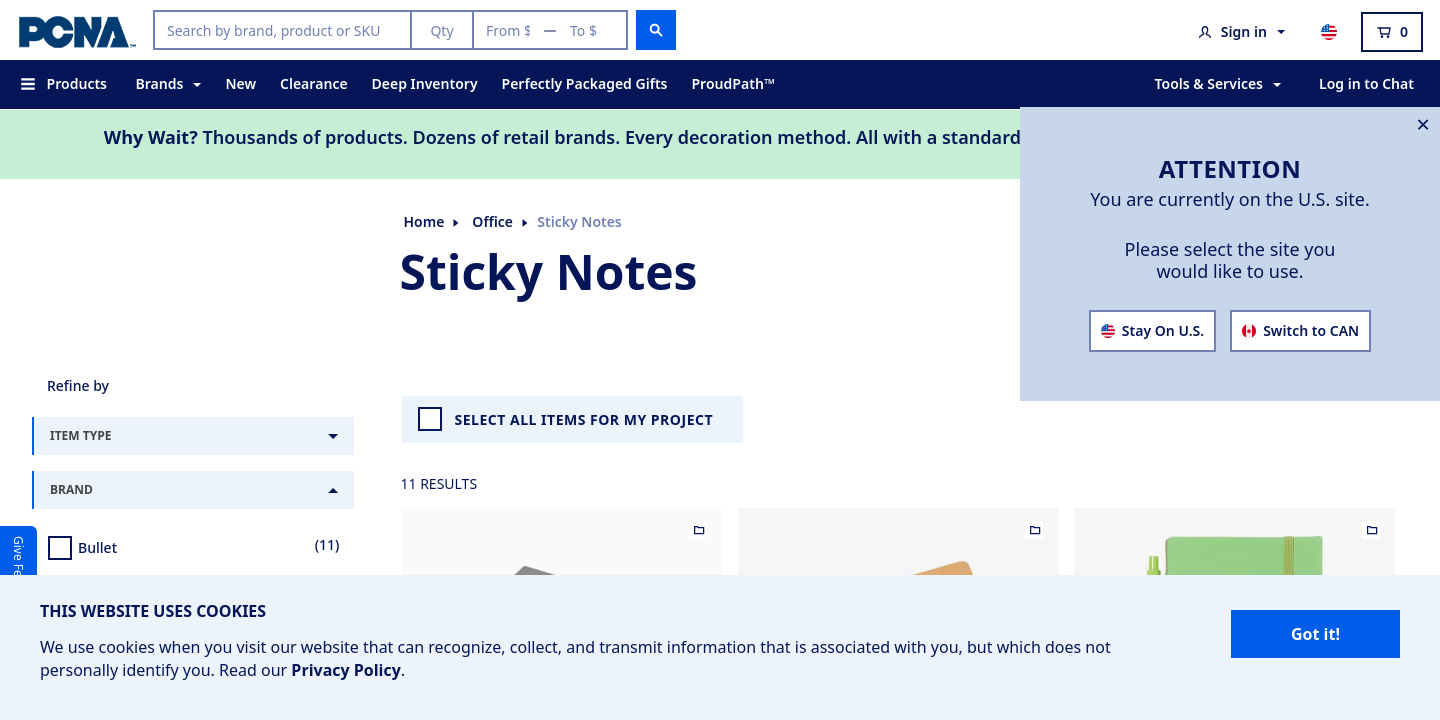 PCNA™
Search by brand, product or SKU
Qty
From $ — To $
Sign in
0
Products
Brands
New
Clearance
Deep Inventory
Perfectly Packaged Gifts
ProudPath™
Tools & Services
Log in to Chat
Why Wait? Thousands of products. Dozens of retail brands. Every decoration method. All with a standard
ATTENTION
You are currently on the U.S. site.
Please select the site you
would like to use.
Stay On U.S.
Switch to CAN
Home
Office
Sticky Notes
Sticky Notes
Refine by
ITEM TYPE
BRAND
Bullet
(11)
SELECT ALL ITEMS FOR MY PROJECT
11 RESULTS
Give Fe
THIS WEBSITE USES COOKIES
We use cookies when you visit our website that can recognize, collect, and transmit information that is associated with you, but which does not
personally identify you. Read our Privacy Policy.
Got it!